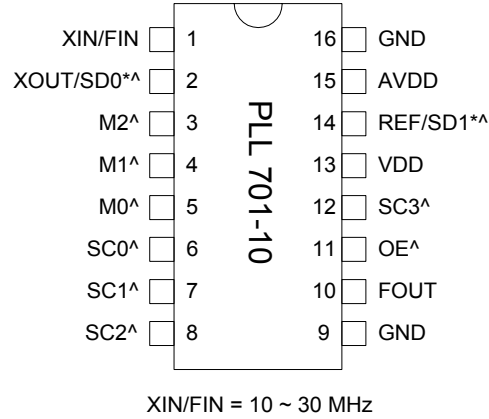 XIN/FIN 1 16 GND
XOUT/SD0*^ 2 15 AVDD
M2^ 3 14 REF/SD1*^
M1^ 4 13 VDD
M0^ 5 12 SC3^
SC0^ 6 11 OE^
SC1^ 7 10 FOUT
SC2^ 8 9 GND
PLL 701-10
XIN/FIN = 10 ~ 30 MHz